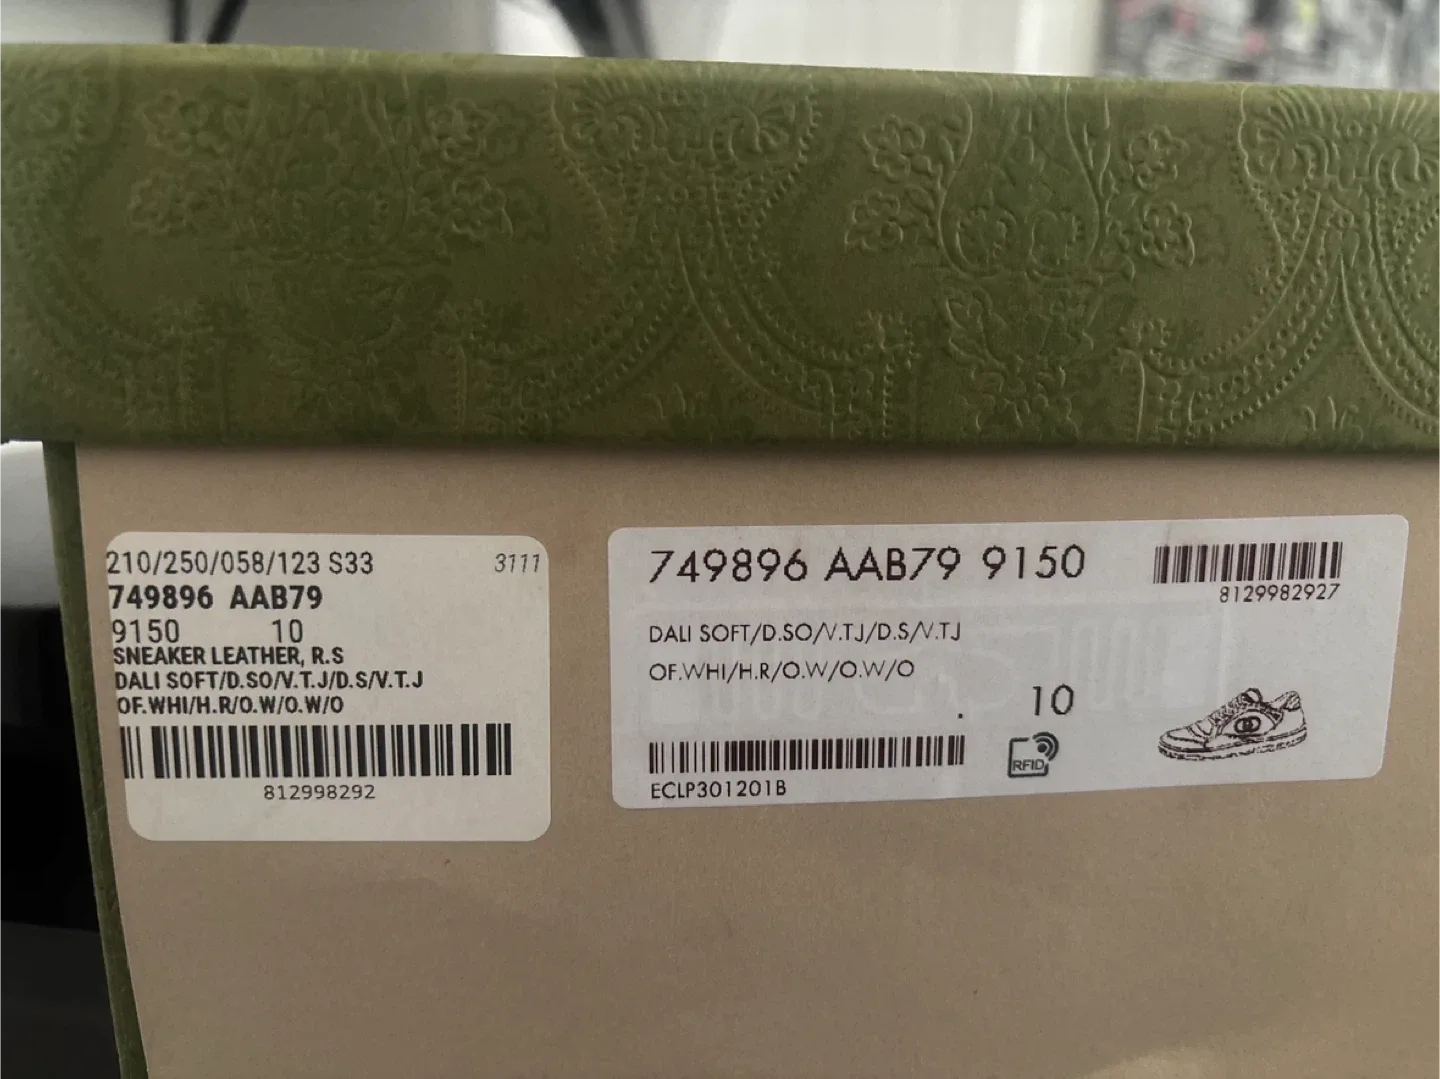 210/250/058/123 S33 3111
749896 AAB79
9150 10
SNEAKER LEATHER, R.S
DALI SOFT/D.SO/V.T.J/D.S/V.T.J
OF.WHI/H.R/O.W/O.W/O
812998292
749896 AAB79 9150
8129982927
DALI SOFT/D.SO/V.TJ/D.S/V.TJ
OF.WHI/H.R/O.W/O.W/O
. 10
RFID
ECLP301201B